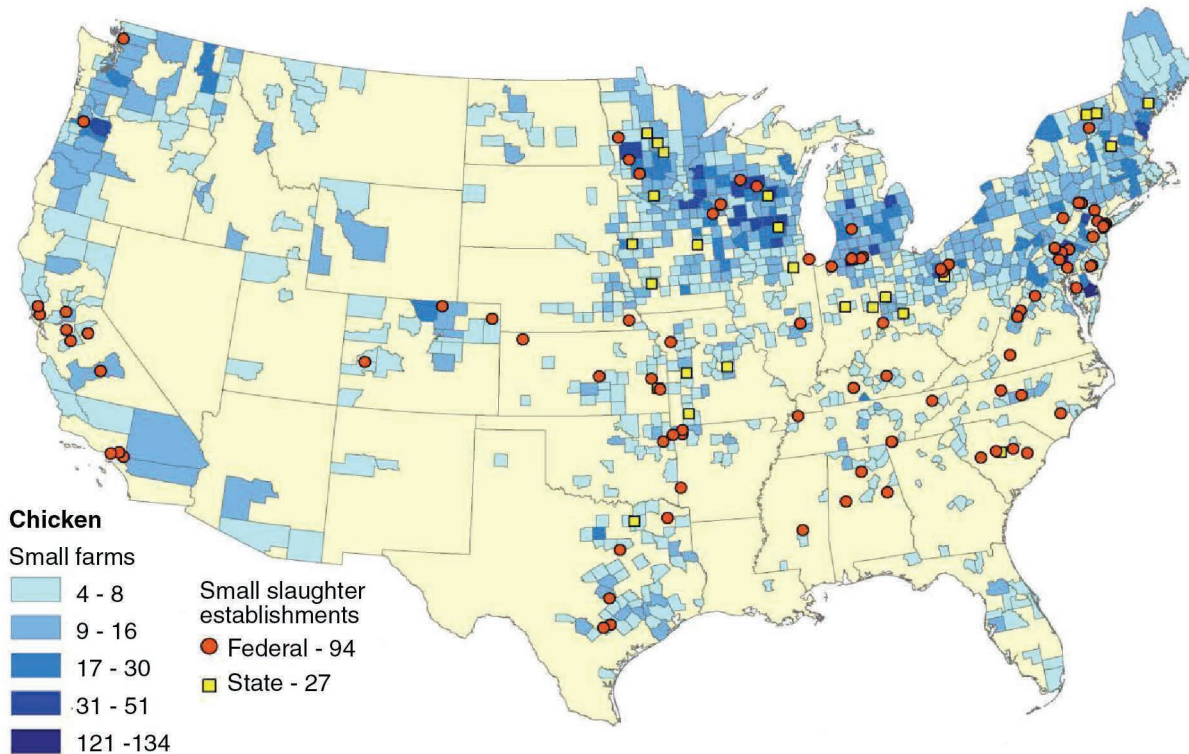 Chicken
Small farms
4 - 8
9 - 16
17 - 30
31 - 51
121 -134
Small slaughter
establishments
Federal - 94
State - 27